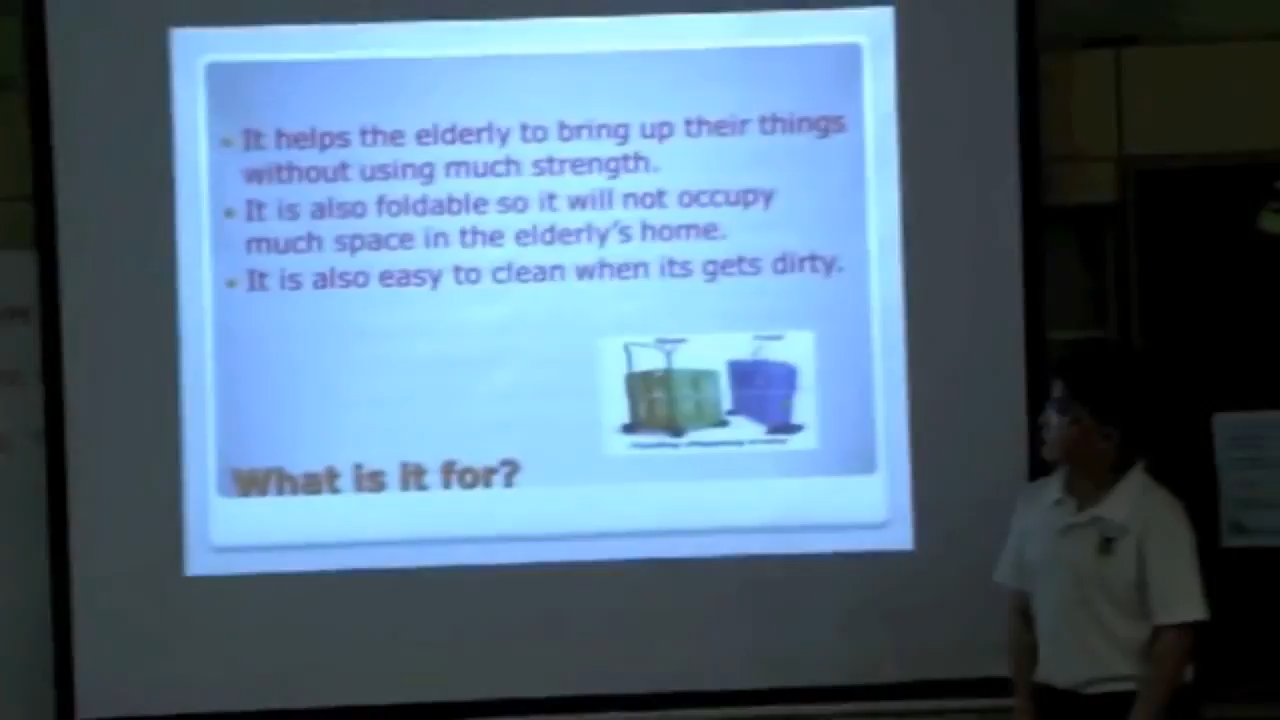 It helps the elderly to bring up their things
without using much strength.
It is also foldable so it will not occupy
much space in the elderly's home.
It is also easy to clean when its gets dirty.
What is it for?